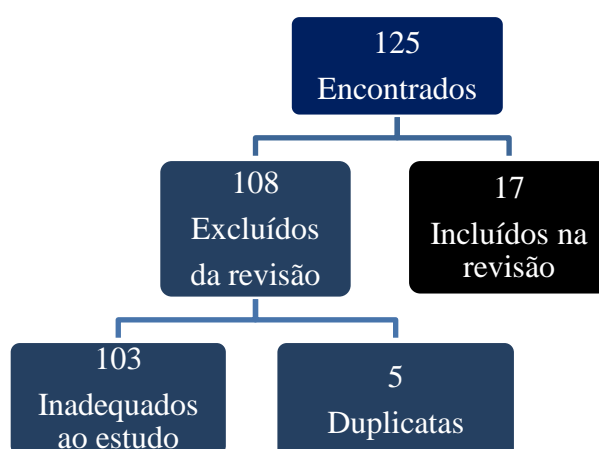 125
Encontrados
108
Excluídos
da revisão
17
Incluídos na
revisão
103
Inadequados
ao estudo
5
Duplicatas